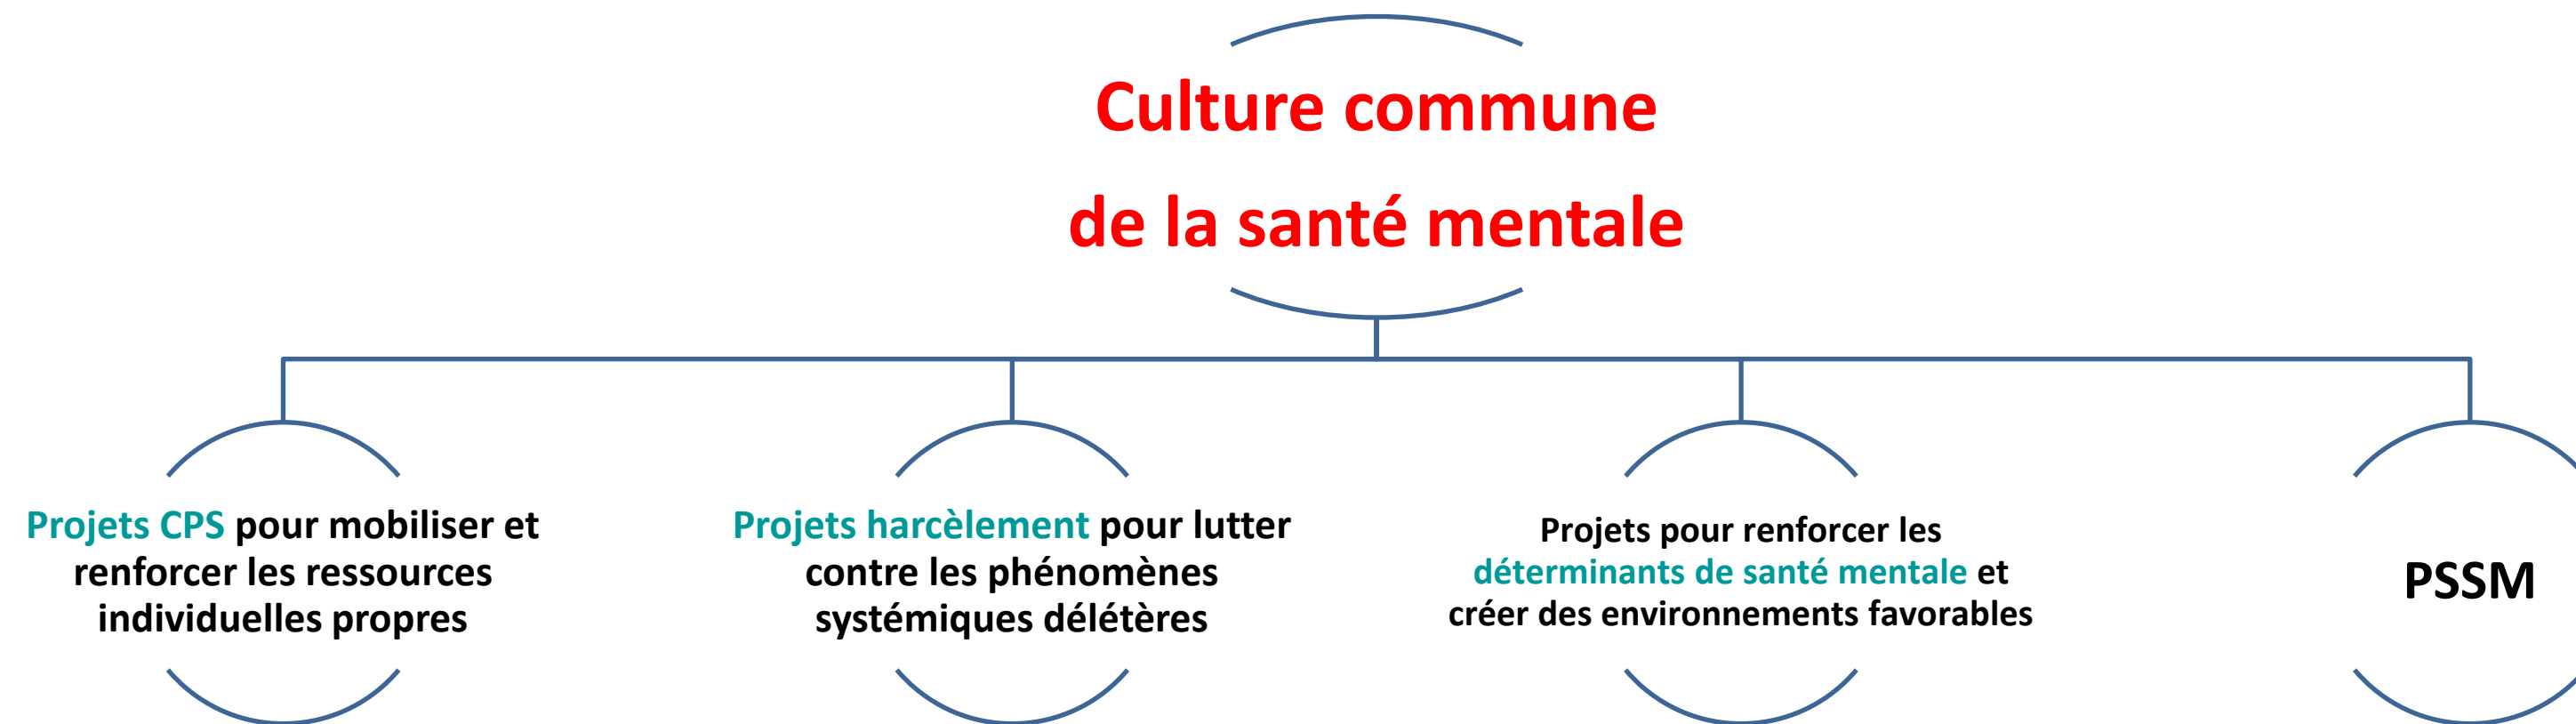 Culture commune
de la santé mentale
Projets CPS pour mobiliser et
renforcer les ressources
individuelles propres
Projets harcèlement pour lutter
contre les phénomènes
systémiques délétères
Projets pour renforcer les
déterminants de santé mentale et
créer des environnements favorables
PSSM